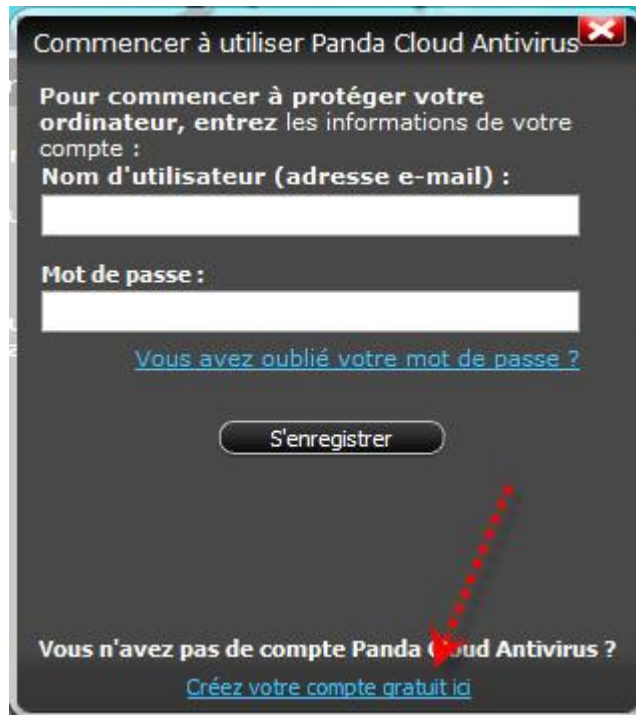 Commencer à utiliser Panda Cloud Antivirus
Pour commencer à protéger votre
ordinateur, entrez les informations de votre
compte :
Nom d'utilisateur (adresse e-mail) :
Mot de passe :
Vous avez oublié votre mot de passe ?
S'enregistrer
Vous n'avez pas de compte Panda Cloud Antivirus ?
Créez votre compte gratuit ici